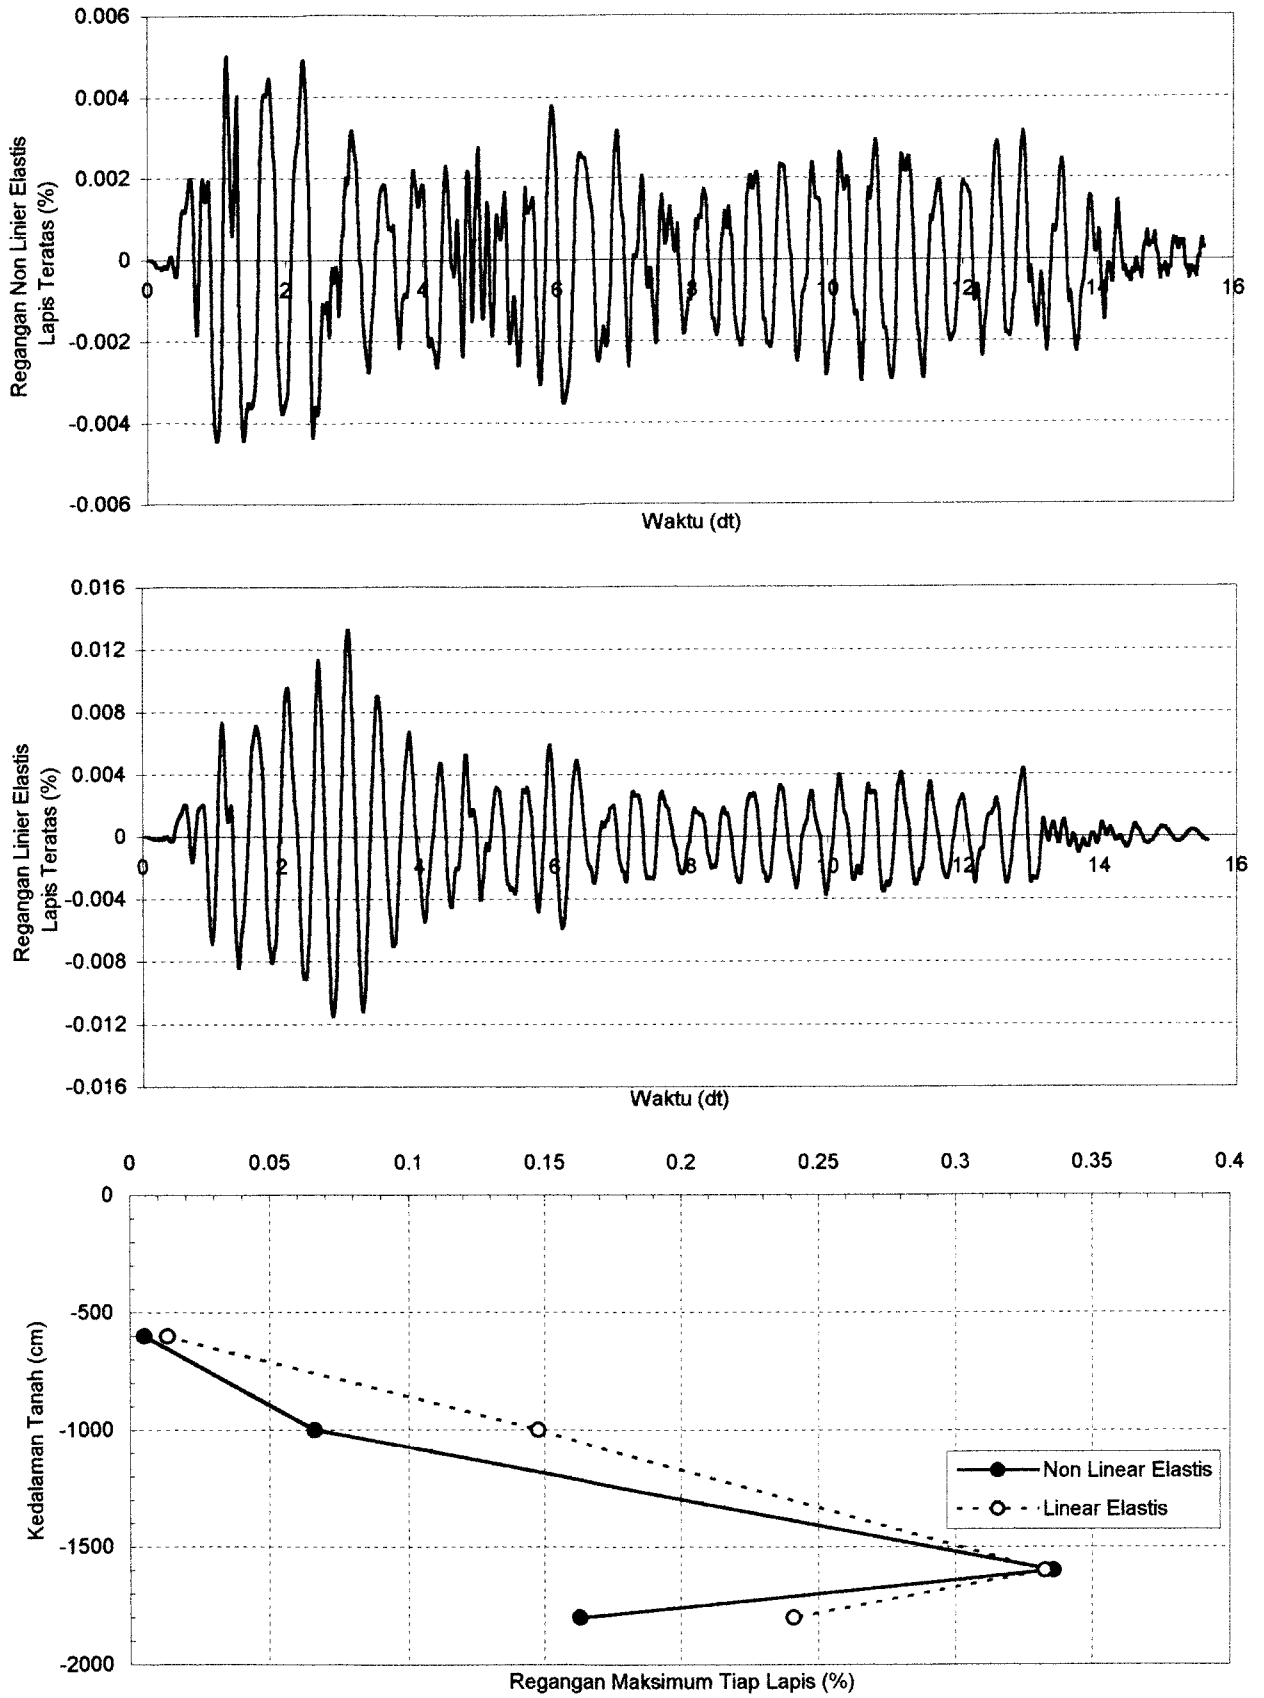 0.006
0.004
0.002
0
-0.002
-0.004
-0.006
Regangan Non Linier Elastis
Lapis Teratas (%)
0 2 4 6 8 10 12 14 16
Waktu (dt)
0.016
0.012
0.008
0.004
0
-0.004
-0.008
-0.012
-0.016
Regangan Linier Elastis
Lapis Teratas (%)
0 2 4 6 8 10 12 14 16
Waktu (dt)
0 0.05 0.1 0.15 0.2 0.25 0.3 0.35 0.4
0
-500
-1000
-1500
-2000
Kedalaman Tanah (cm)
Non Linear Elastis
Linear Elastis
Regangan Maksimum Tiap Lapis (%)